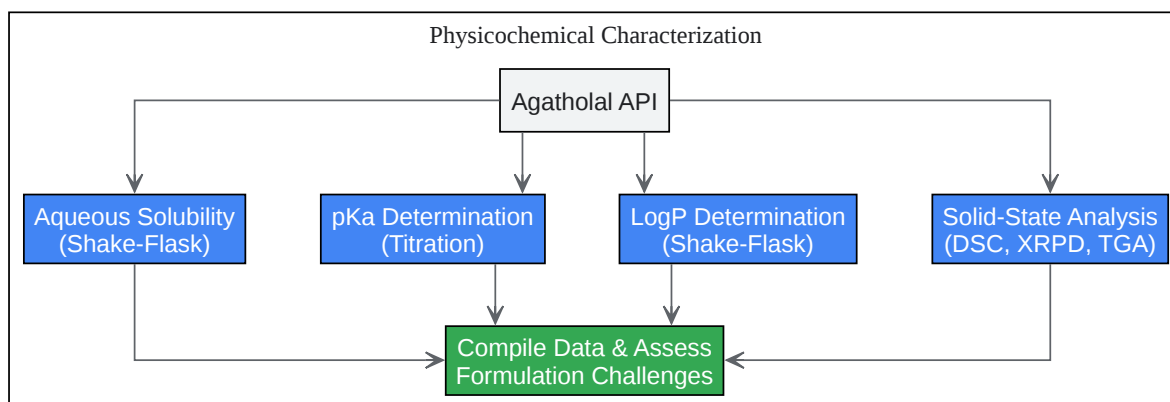 Physicochemical Characterization
Agatholal API
Aqueous Solubility
(Shake-Flask)
pKa Determination
(Titration)
LogP Determination
(Shake-Flask)
Solid-State Analysis
(DSC, XRPD, TGA)
Compile Data & Assess
Formulation Challenges